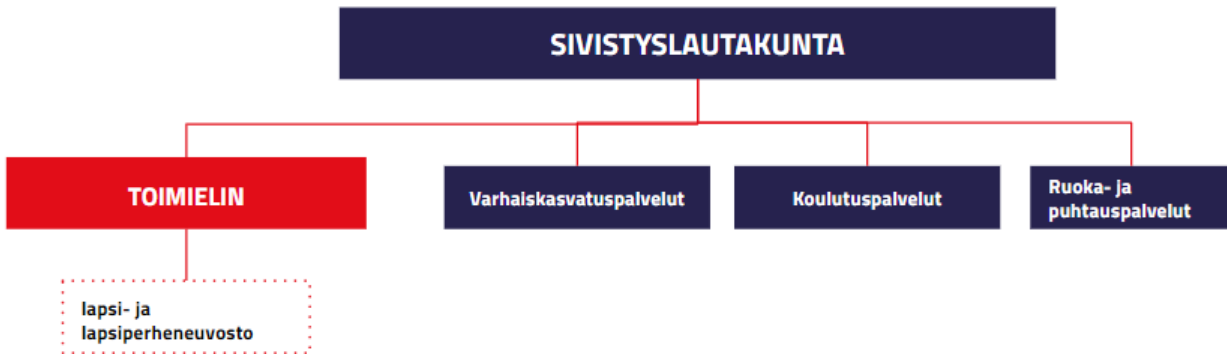 SIVISTYSLAUTAKUNTA
TOIMIELIN
Varhaiskasvatuspalvelut
Koulutuspalvelut
Ruoka- ja
puhtauspalvelut
lapsi- ja
lapsiperheneuvosto